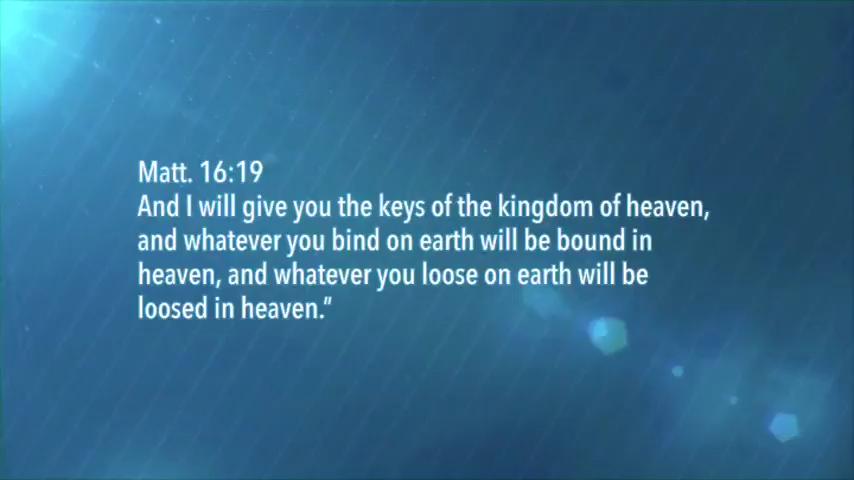 Matt. 16:19
And I will give you the keys of the kingdom of heaven,
and whatever you bind on earth will be bound in
heaven, and whatever you loose on earth will be
loosed in heaven.”